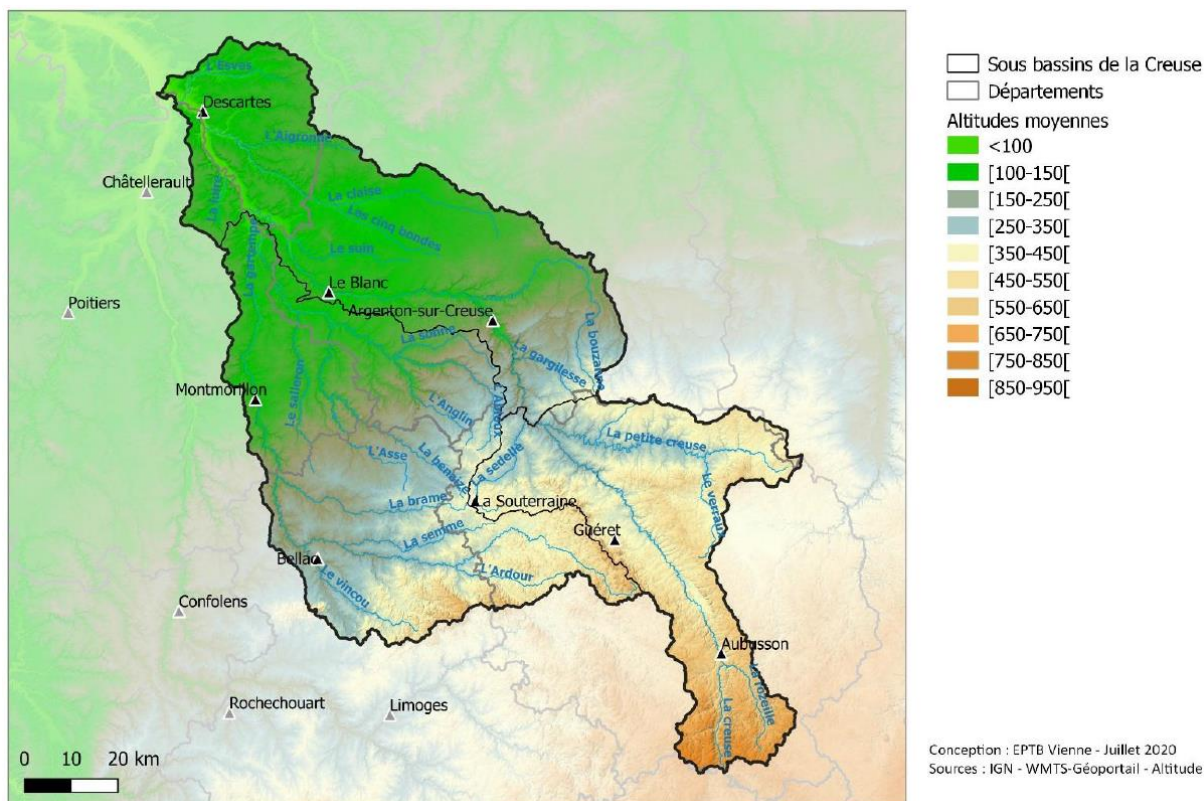 L'Esves
Descartes
L'Aigronne
Châtellerault
La luire
La claise
Les cinq bondes
La gartempe
Le suin
Le Blanc
Poitiers
Argenton-sur-Creuse
La sonne
La bouzanne
La gargilesse
Montmorillon
Le salleron
L'Anglin
L'Abloux
La petite creuse
L'Asse
La benaize
La sedelle
Le verraux
La brame
La Souterraine
La semme
Guéret
Bellac
L'Ardour
Le vincou
Confolens
Aubusson
La rozeille
Rochechouart
Limoges
La creuse
0 10 20 km
Sous bassins de la Creuse
Départements
Altitudes moyennes
<100
[100-150[
[150-250[
[250-350[
[350-450[
[450-550[
[550-650[
[650-750[
[750-850[
[850-950[
Conception : EPTB Vienne - Juillet 2020
Sources : IGN - WMTS-Géoportail - Altitude